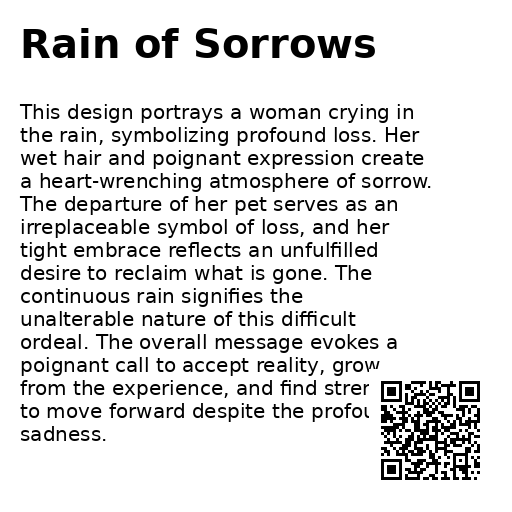 Rain of Sorrows
This design portrays a woman crying in
the rain, symbolizing profound loss. Her
wet hair and poignant expression create
a heart-wrenching atmosphere of sorrow.
The departure of her pet serves as an
irreplaceable symbol of loss, and her
tight embrace reflects an unfulfilled
desire to reclaim what is gone. The
continuous rain signifies the
unalterable nature of this difficult
ordeal. The overall message evokes a
poignant call to accept reality, grow
from the experience, and find
to move forward despite the
sadness.